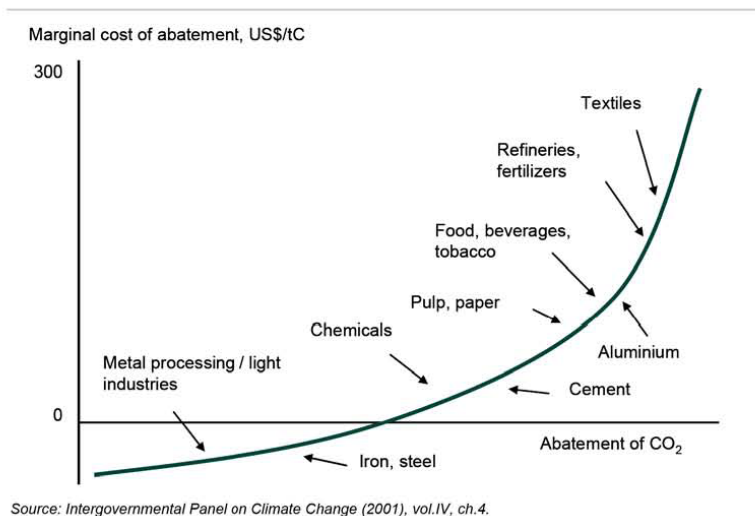 Marginal cost of abatement, US$/tC
300
Textiles
Refineries,
fertilizers
Food, beverages,
tobacco
Pulp, paper
Chemicals
Aluminium
Metal processing / light
industries
Cement
0
Abatement of CO₂
Iron, steel
Source: Intergovernmental Panel on Climate Change (2001), vol.IV, ch.4.